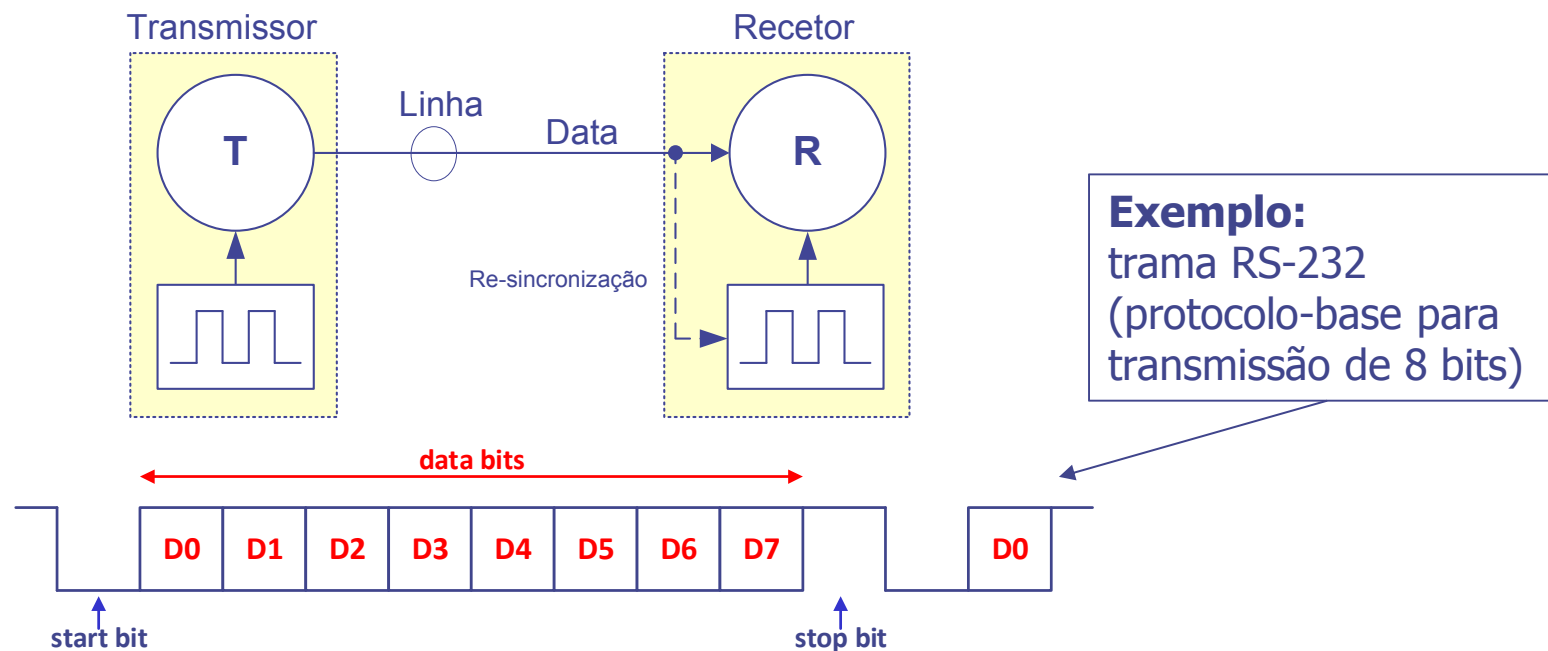 Transmissor
Recetor
Linha
Data
T
R
Re-sincronização
Exemplo:
trama RS-232
(protocolo-base para
transmissão de 8 bits)
data bits
D0 D1 D2 D3 D4 D5 D6 D7 D0
start bit
stop bit